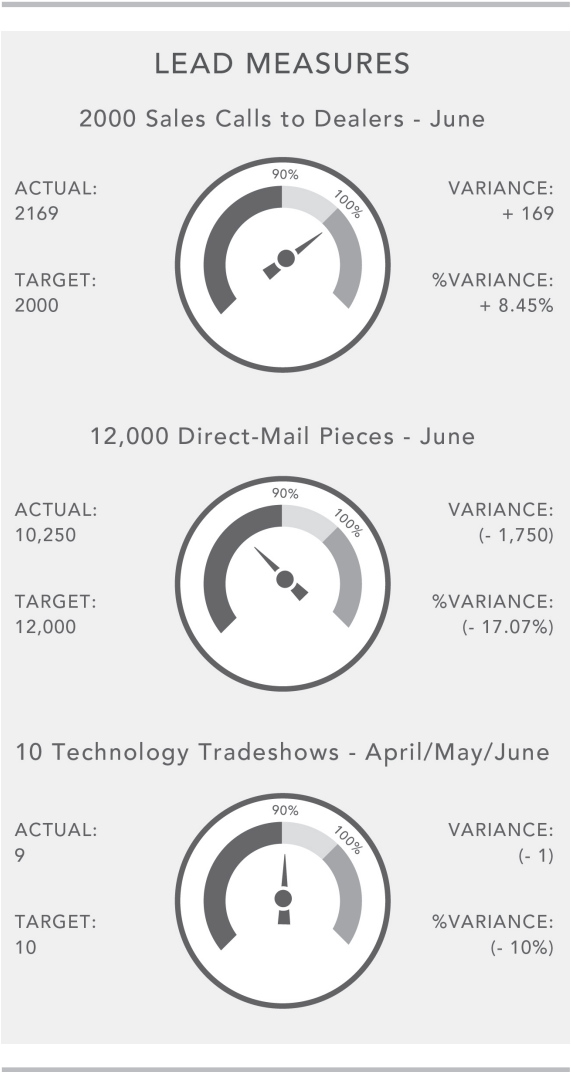 LEAD MEASURES
2000 Sales Calls to Dealers - June
ACTUAL:
2169
TARGET:
2000
90%
100%
VARIANCE:
+ 169
%VARIANCE:
+ 8.45%
12,000 Direct-Mail Pieces - June
ACTUAL:
10,250
TARGET:
12,000
90%
100%
VARIANCE:
(- 1,750)
%VARIANCE:
(- 17.07%)
10 Technology Tradeshows - April/May/June
ACTUAL:
9
TARGET:
10
90%
100%
VARIANCE:
(- 1)
%VARIANCE:
(- 10%)